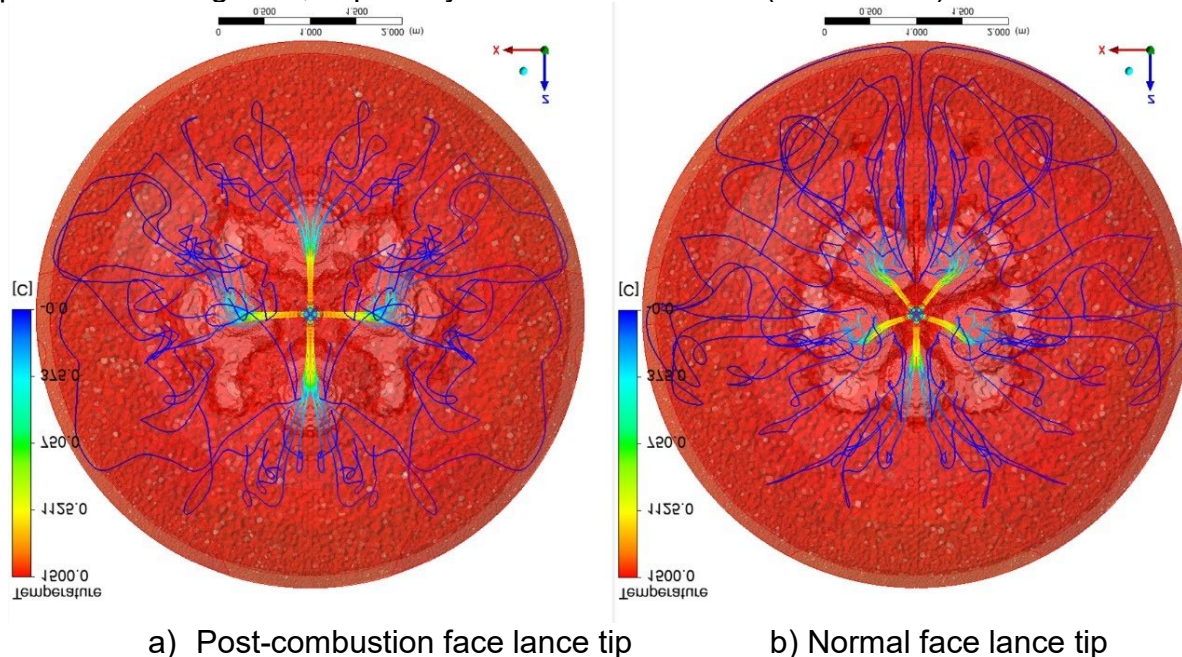 0.500 1.500
0 1.000 2.000 (m)
X
Z
[C]
-0.0
375.0
750.0
1125.0
1500.0
Temperature
0.500 1.500
0 1.000 2.000 (m)
X
Z
[C]
-0.0
375.0
750.0
1125.0
1500.0
Temperature
a) Post-combustion face lance tip b) Normal face lance tip